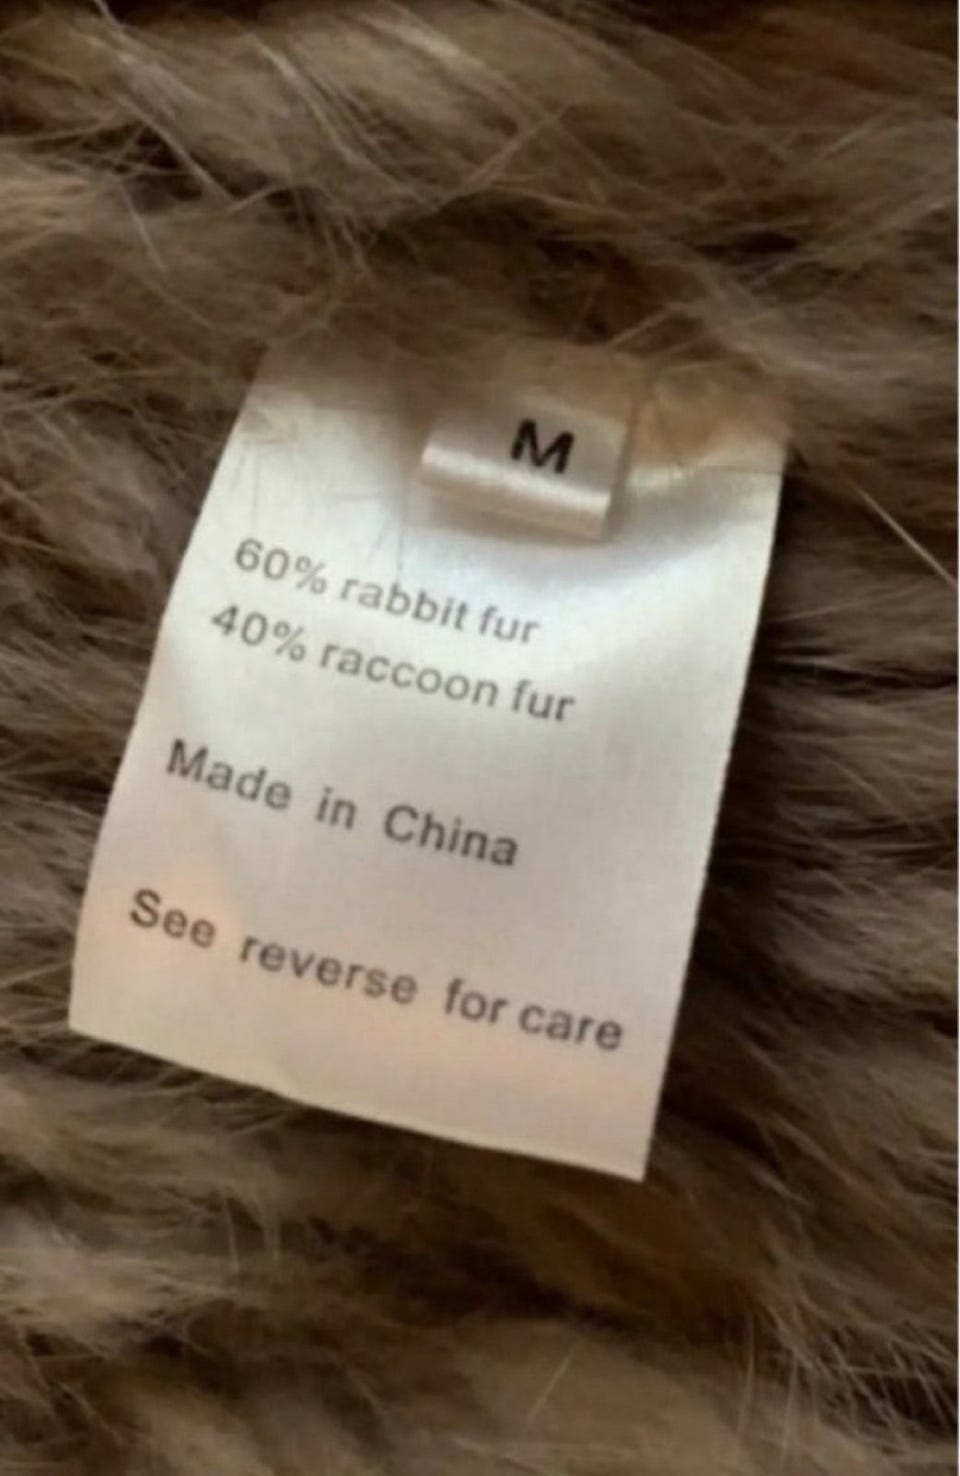 M
60% rabbit fur
40% raccoon fur
Made in China
See reverse for care